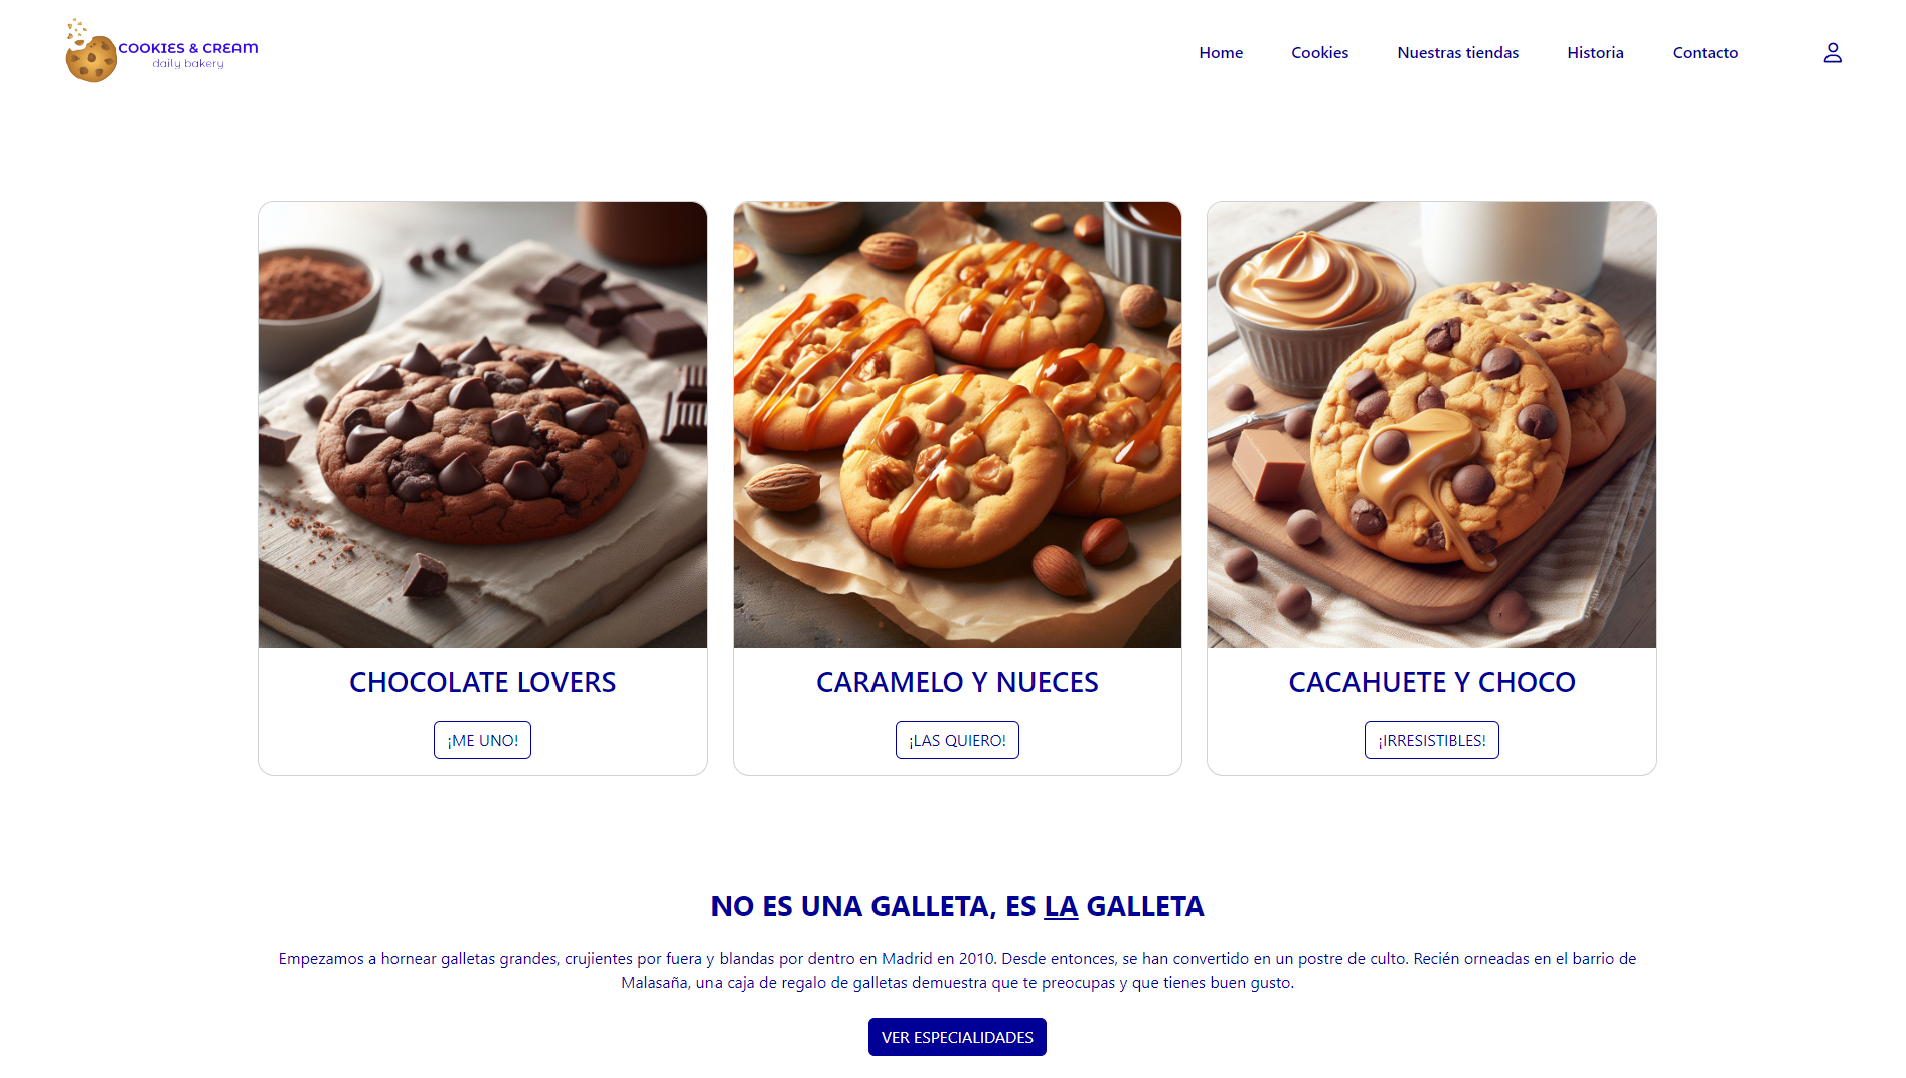 COOKIES & CREAM
daily bakery
Home Cookies Nuestras tiendas Historia Contacto
CHOCOLATE LOVERS
¡ME UNO!
CARAMELO Y NUECES
¡LAS QUIERO!
CACAHUETE Y CHOCO
¡IRRESISTIBLES!
NO ES UNA GALLETA, ES LA GALLETA
Empezamos a hornear galletas grandes, crujientes por fuera y blandas por dentro en Madrid en 2010. Desde entonces, se han convertido en un postre de culto. Recién orneadas en el barrio de
Malasaña, una caja de regalo de galletas demuestra que te preocupas y que tienes buen gusto.
VER ESPECIALIDADES